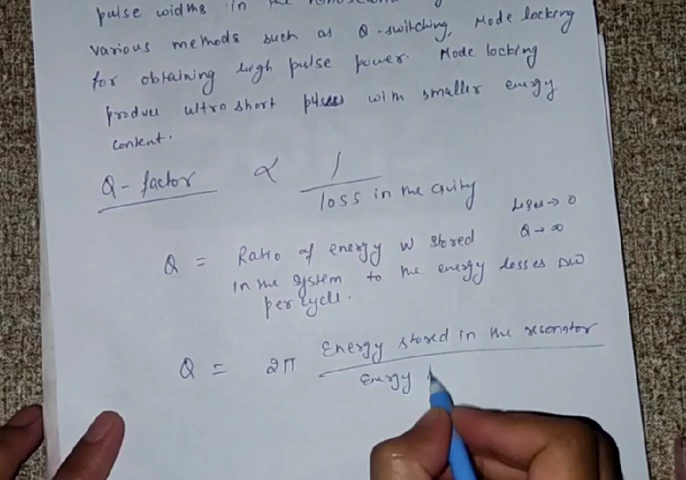 pulse widths in the
various methods such as Q-switching, Mode locking
for obtaining high pulse power. Mode locking
produce ultra short pulses with smaller energy
content.
Q-factor ∝ 1 / loss in the cavity
Losses → 0
Q → ∞
Q = Ratio of energy W stored
in the system to the energy losses ΔW
per cycle.
Q = 2π Energy stored in the resonator
Energy